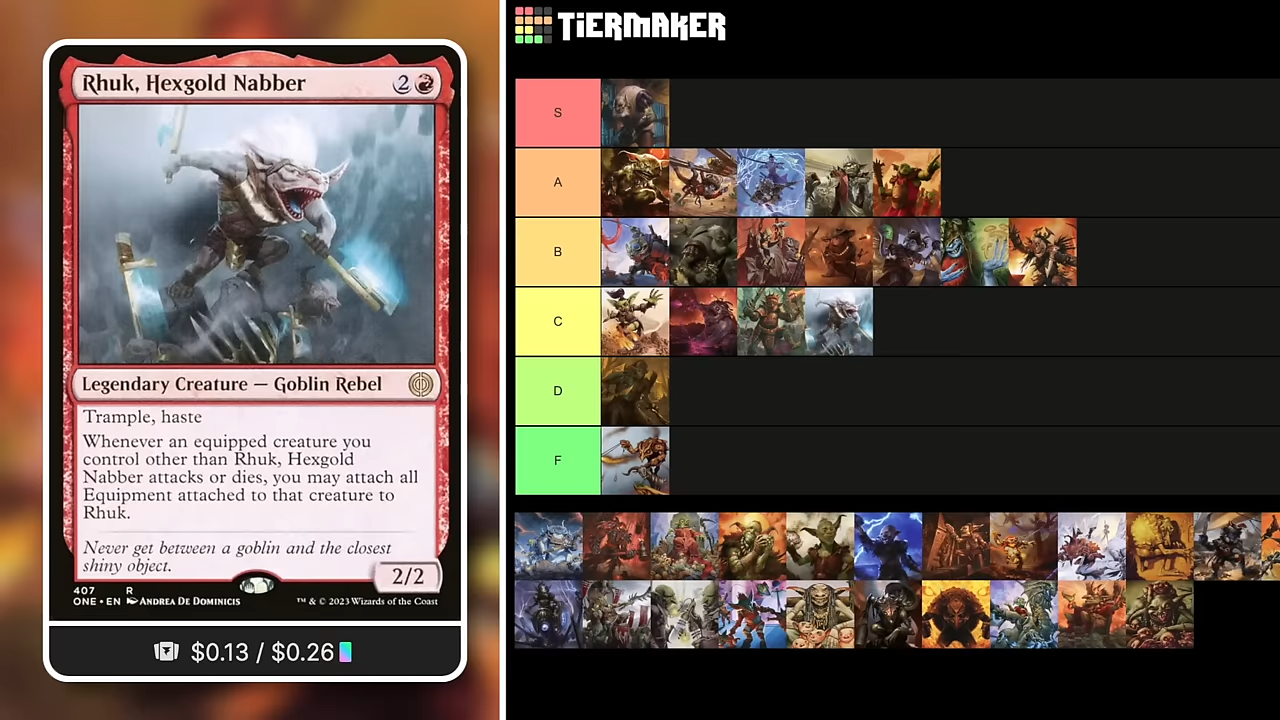 Rhuk, Hexgold Nabber 2
Legendary Creature — Goblin Rebel
Trample, haste
Whenever an equipped creature you
control other than Rhuk, Hexgold
Nabber attacks or dies, you may attach all
Equipment attached to that creature to
Rhuk.
Never get between a goblin and the closest
shiny object.
2/2
407 R
ONE • EN ANDREA DE DOMINICIS
™ & © 2023 Wizards of the Coast
$0.13 / $0.26
TIERMAKER
S
A
B
C
D
F